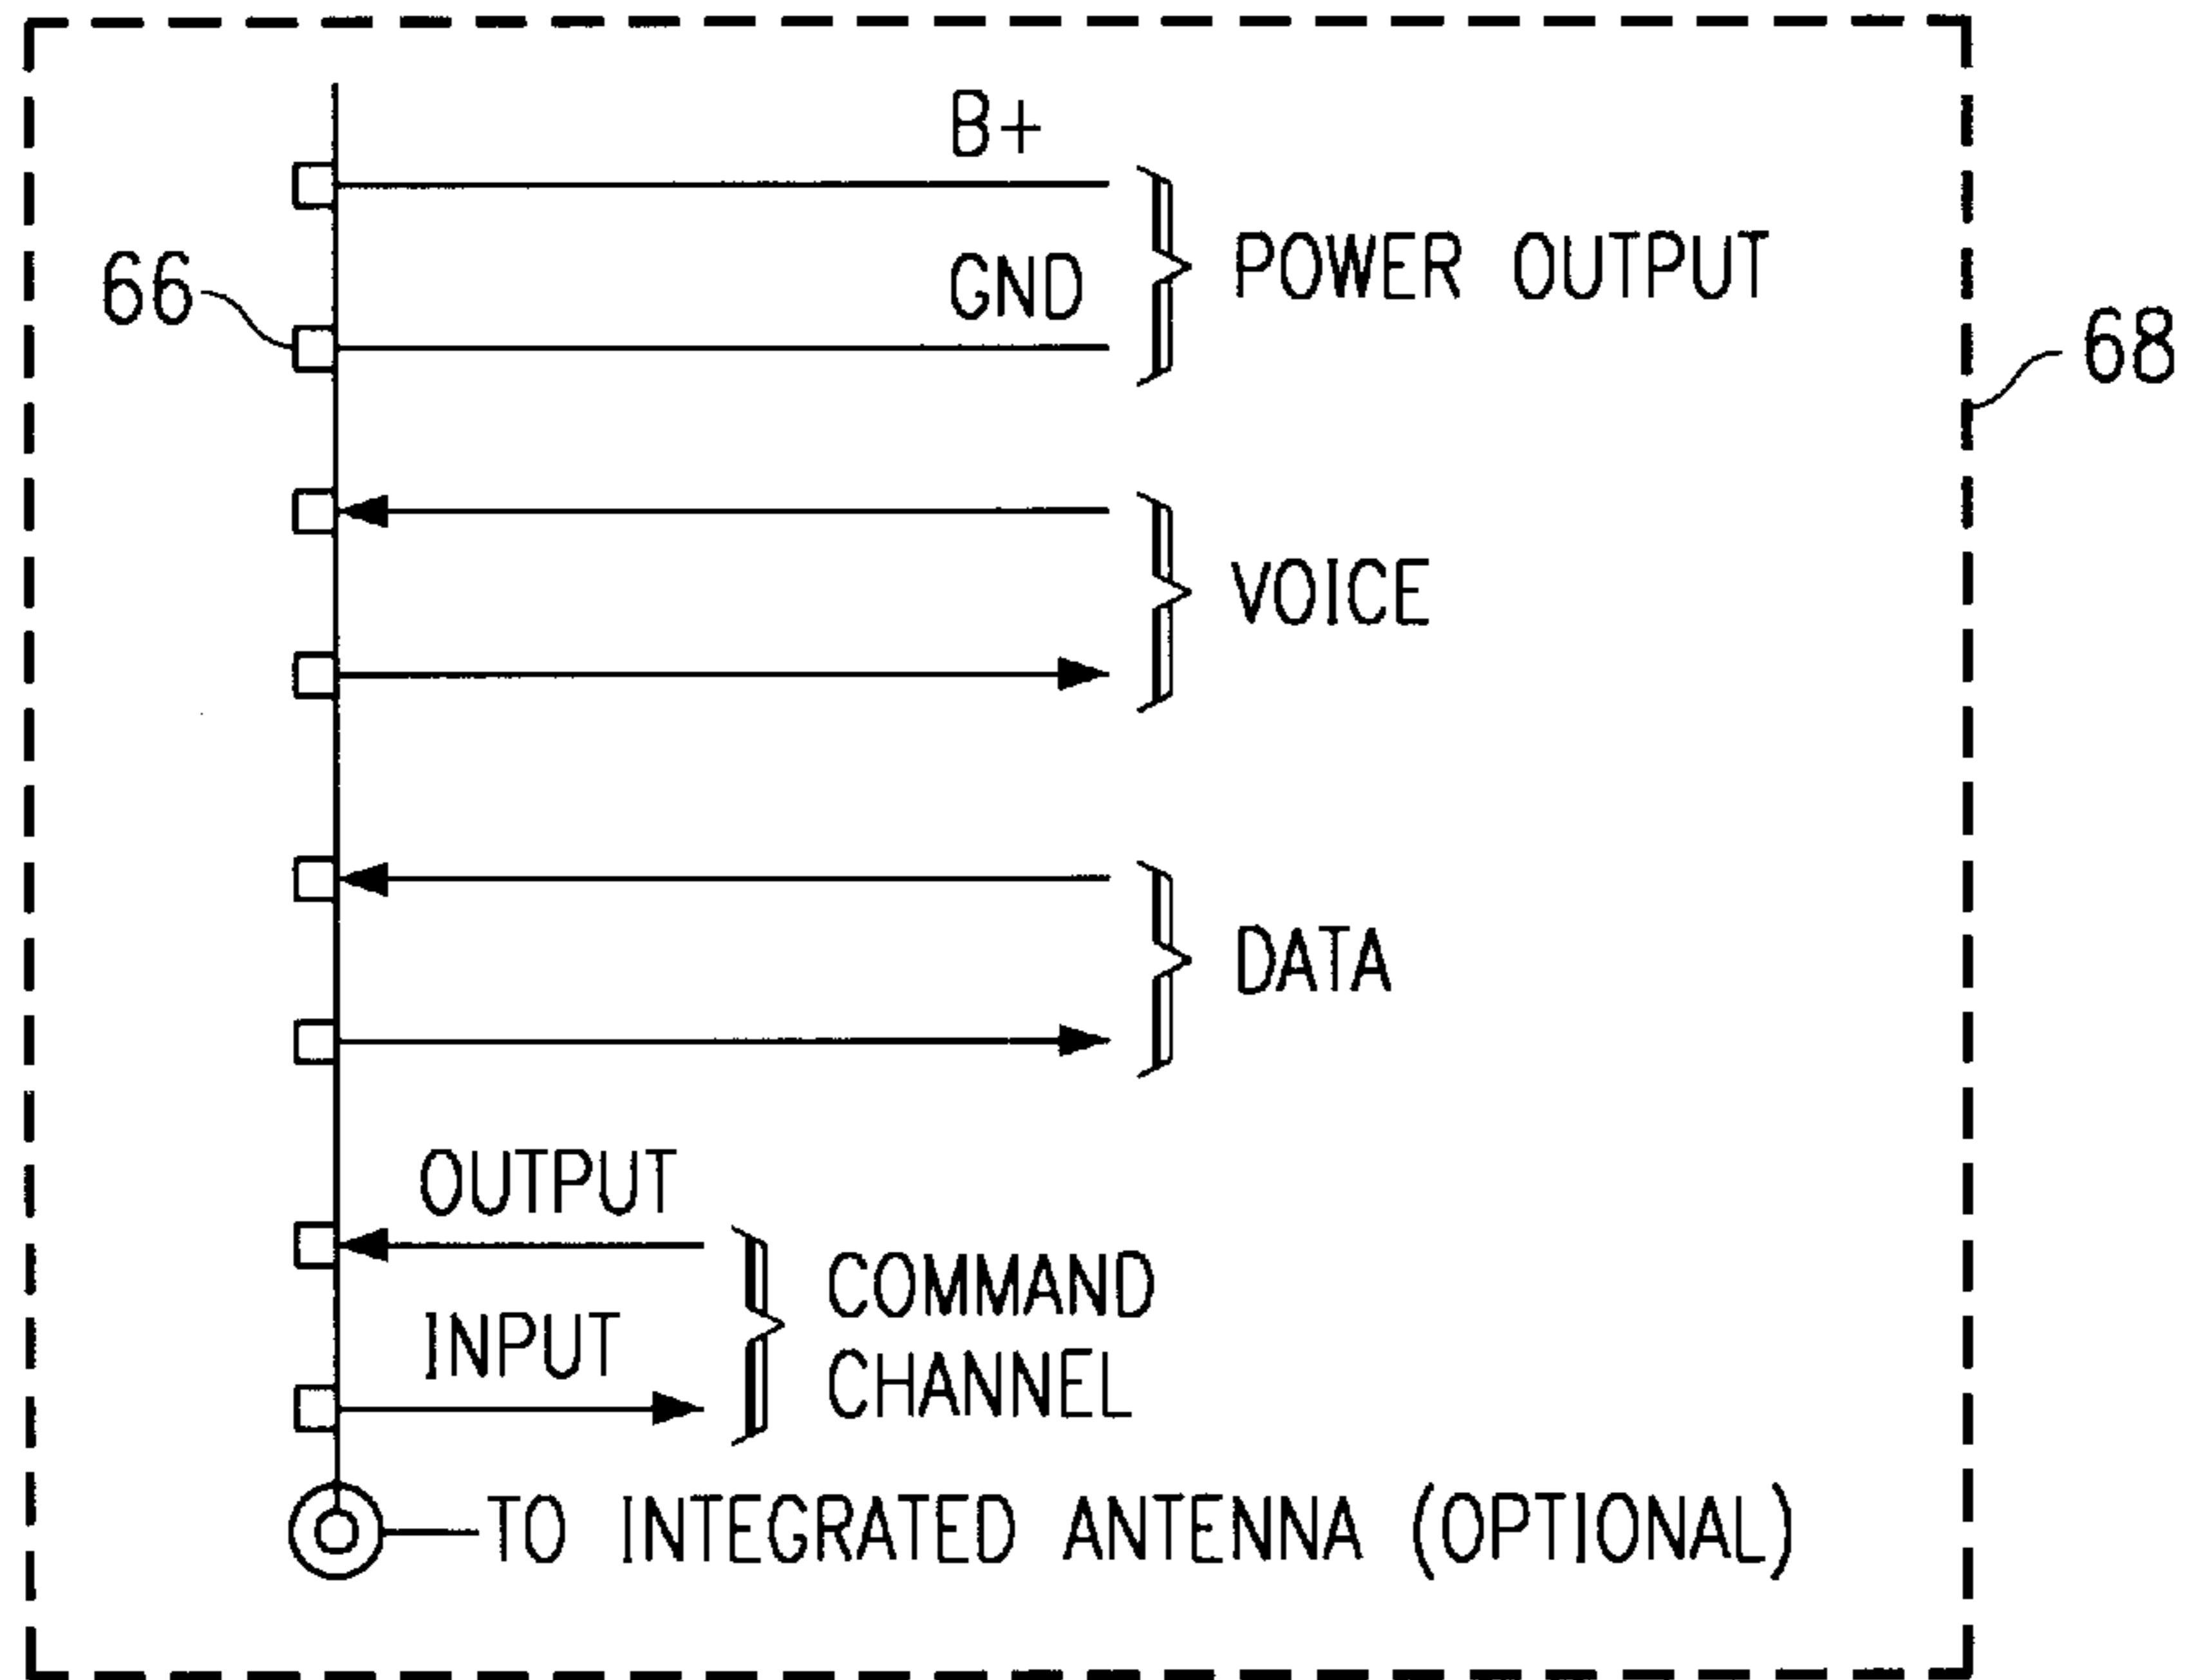 B+
66
GND
POWER OUTPUT
68
VOICE
DATA
OUTPUT
INPUT
COMMAND
CHANNEL
TO INTEGRATED ANTENNA (OPTIONAL)